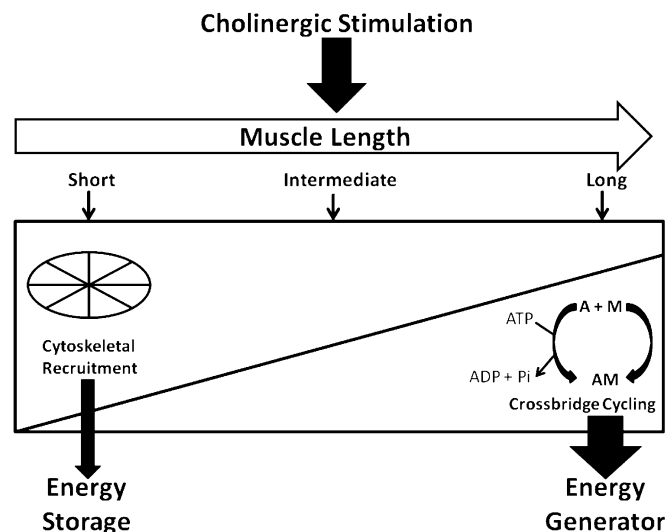 Cholinergic Stimulation
Muscle Length
Short
Intermediate
Long
Cytoskeletal
Recruitment
ATP
A + M
ADP + Pi
AM
Crossbridge Cycling
Energy
Storage
Energy
Generator